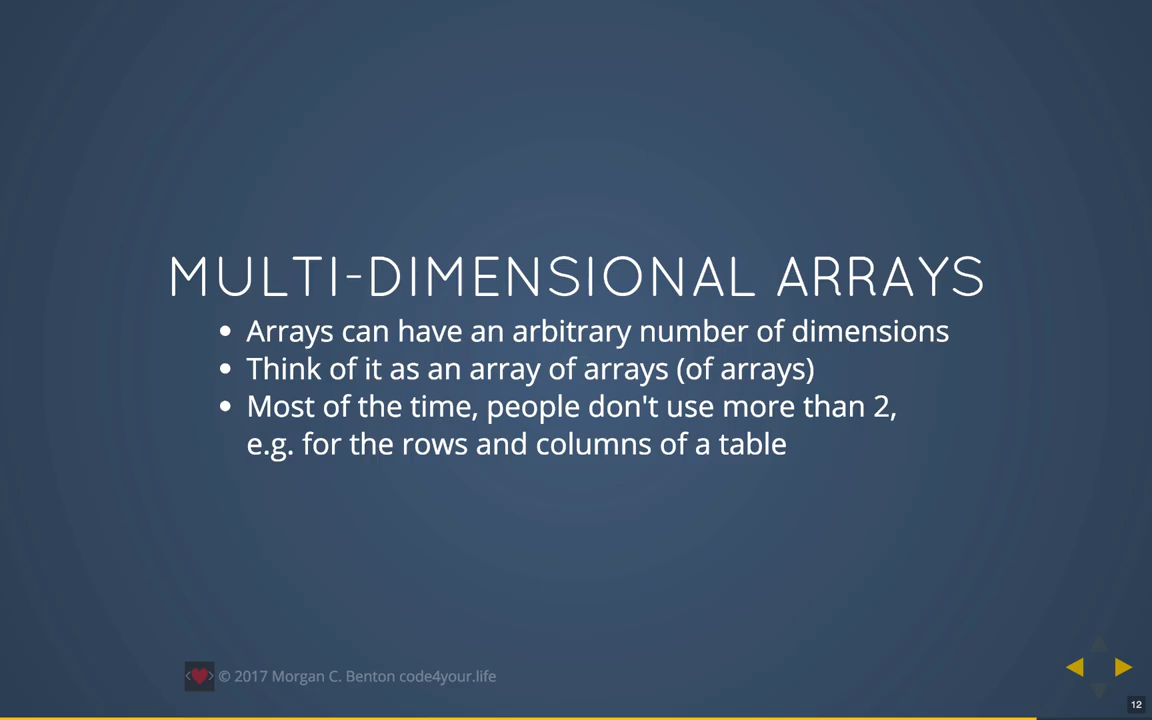 MULTI-DIMENSIONAL ARRAYS
• Arrays can have an arbitrary number of dimensions
• Think of it as an array of arrays (of arrays)
• Most of the time, people don't use more than 2,
e.g. for the rows and columns of a table
© 2017 Morgan C. Benton code4your.life
12